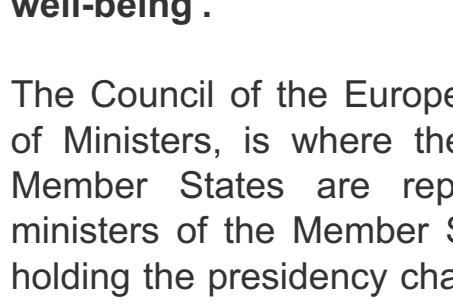 well-being .
The Council of the Europe
of Ministers, is where the
Member States are rep
ministers of the Member S
holding the presidency cha